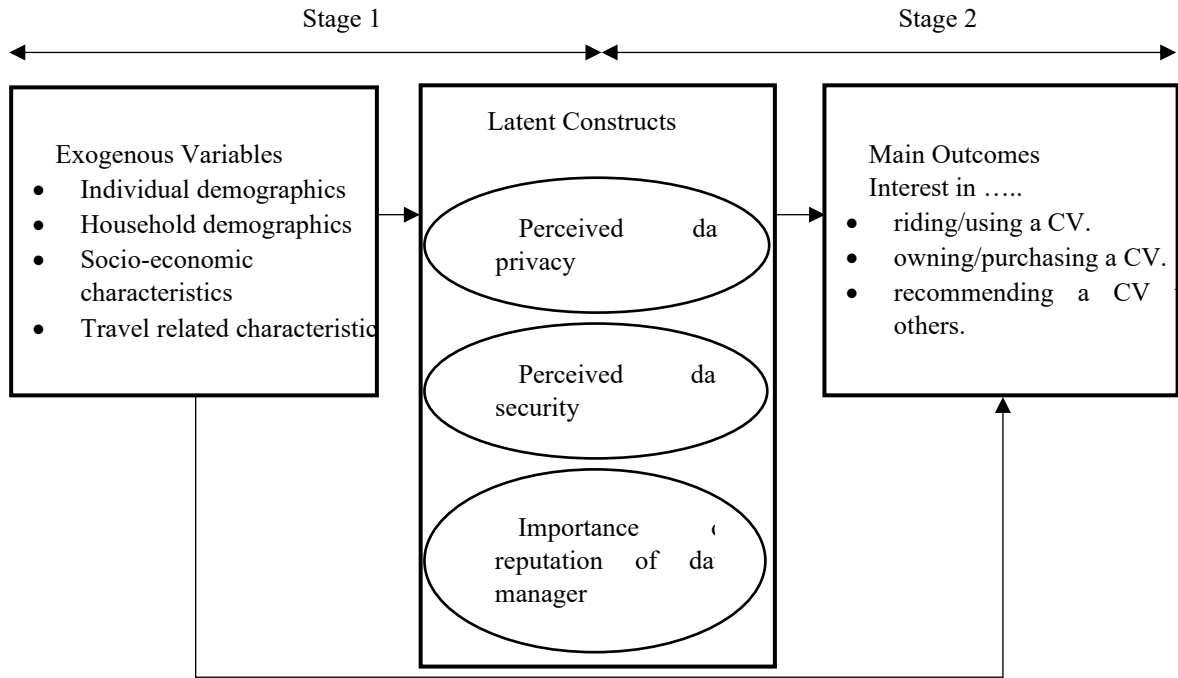 Stage 1
Stage 2
Exogenous Variables
• Individual demographics
• Household demographics
• Socio-economic
characteristics
• Travel related characteristic
Latent Constructs
Perceived da
privacy
Perceived da
security
Importance
reputation of da
manager
Main Outcomes
Interest in …..
• riding/using a CV.
• owning/purchasing a CV.
• recommending a CV
others.